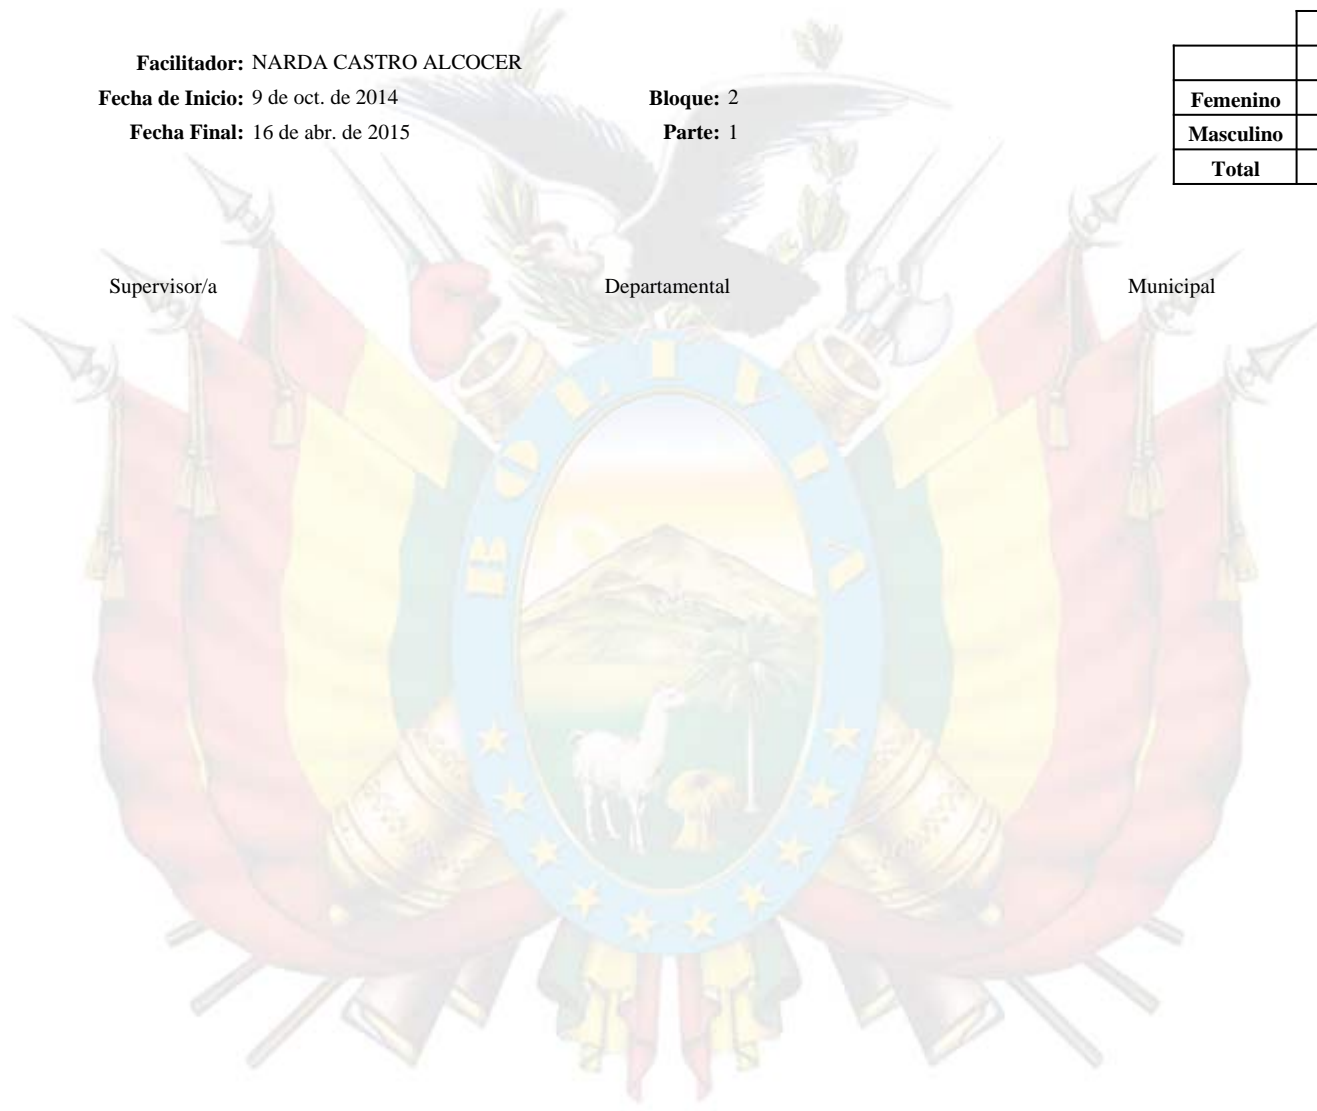 Facilitador: NARDA CASTRO ALCOCER
Fecha de Inicio: 9 de oct. de 2014 Bloque: 2
Femenino
Fecha Final: 16 de abr. de 2015 Parte: 1
Masculino
Total
Supervisor/a Departamental Municipal
BOLIVIA